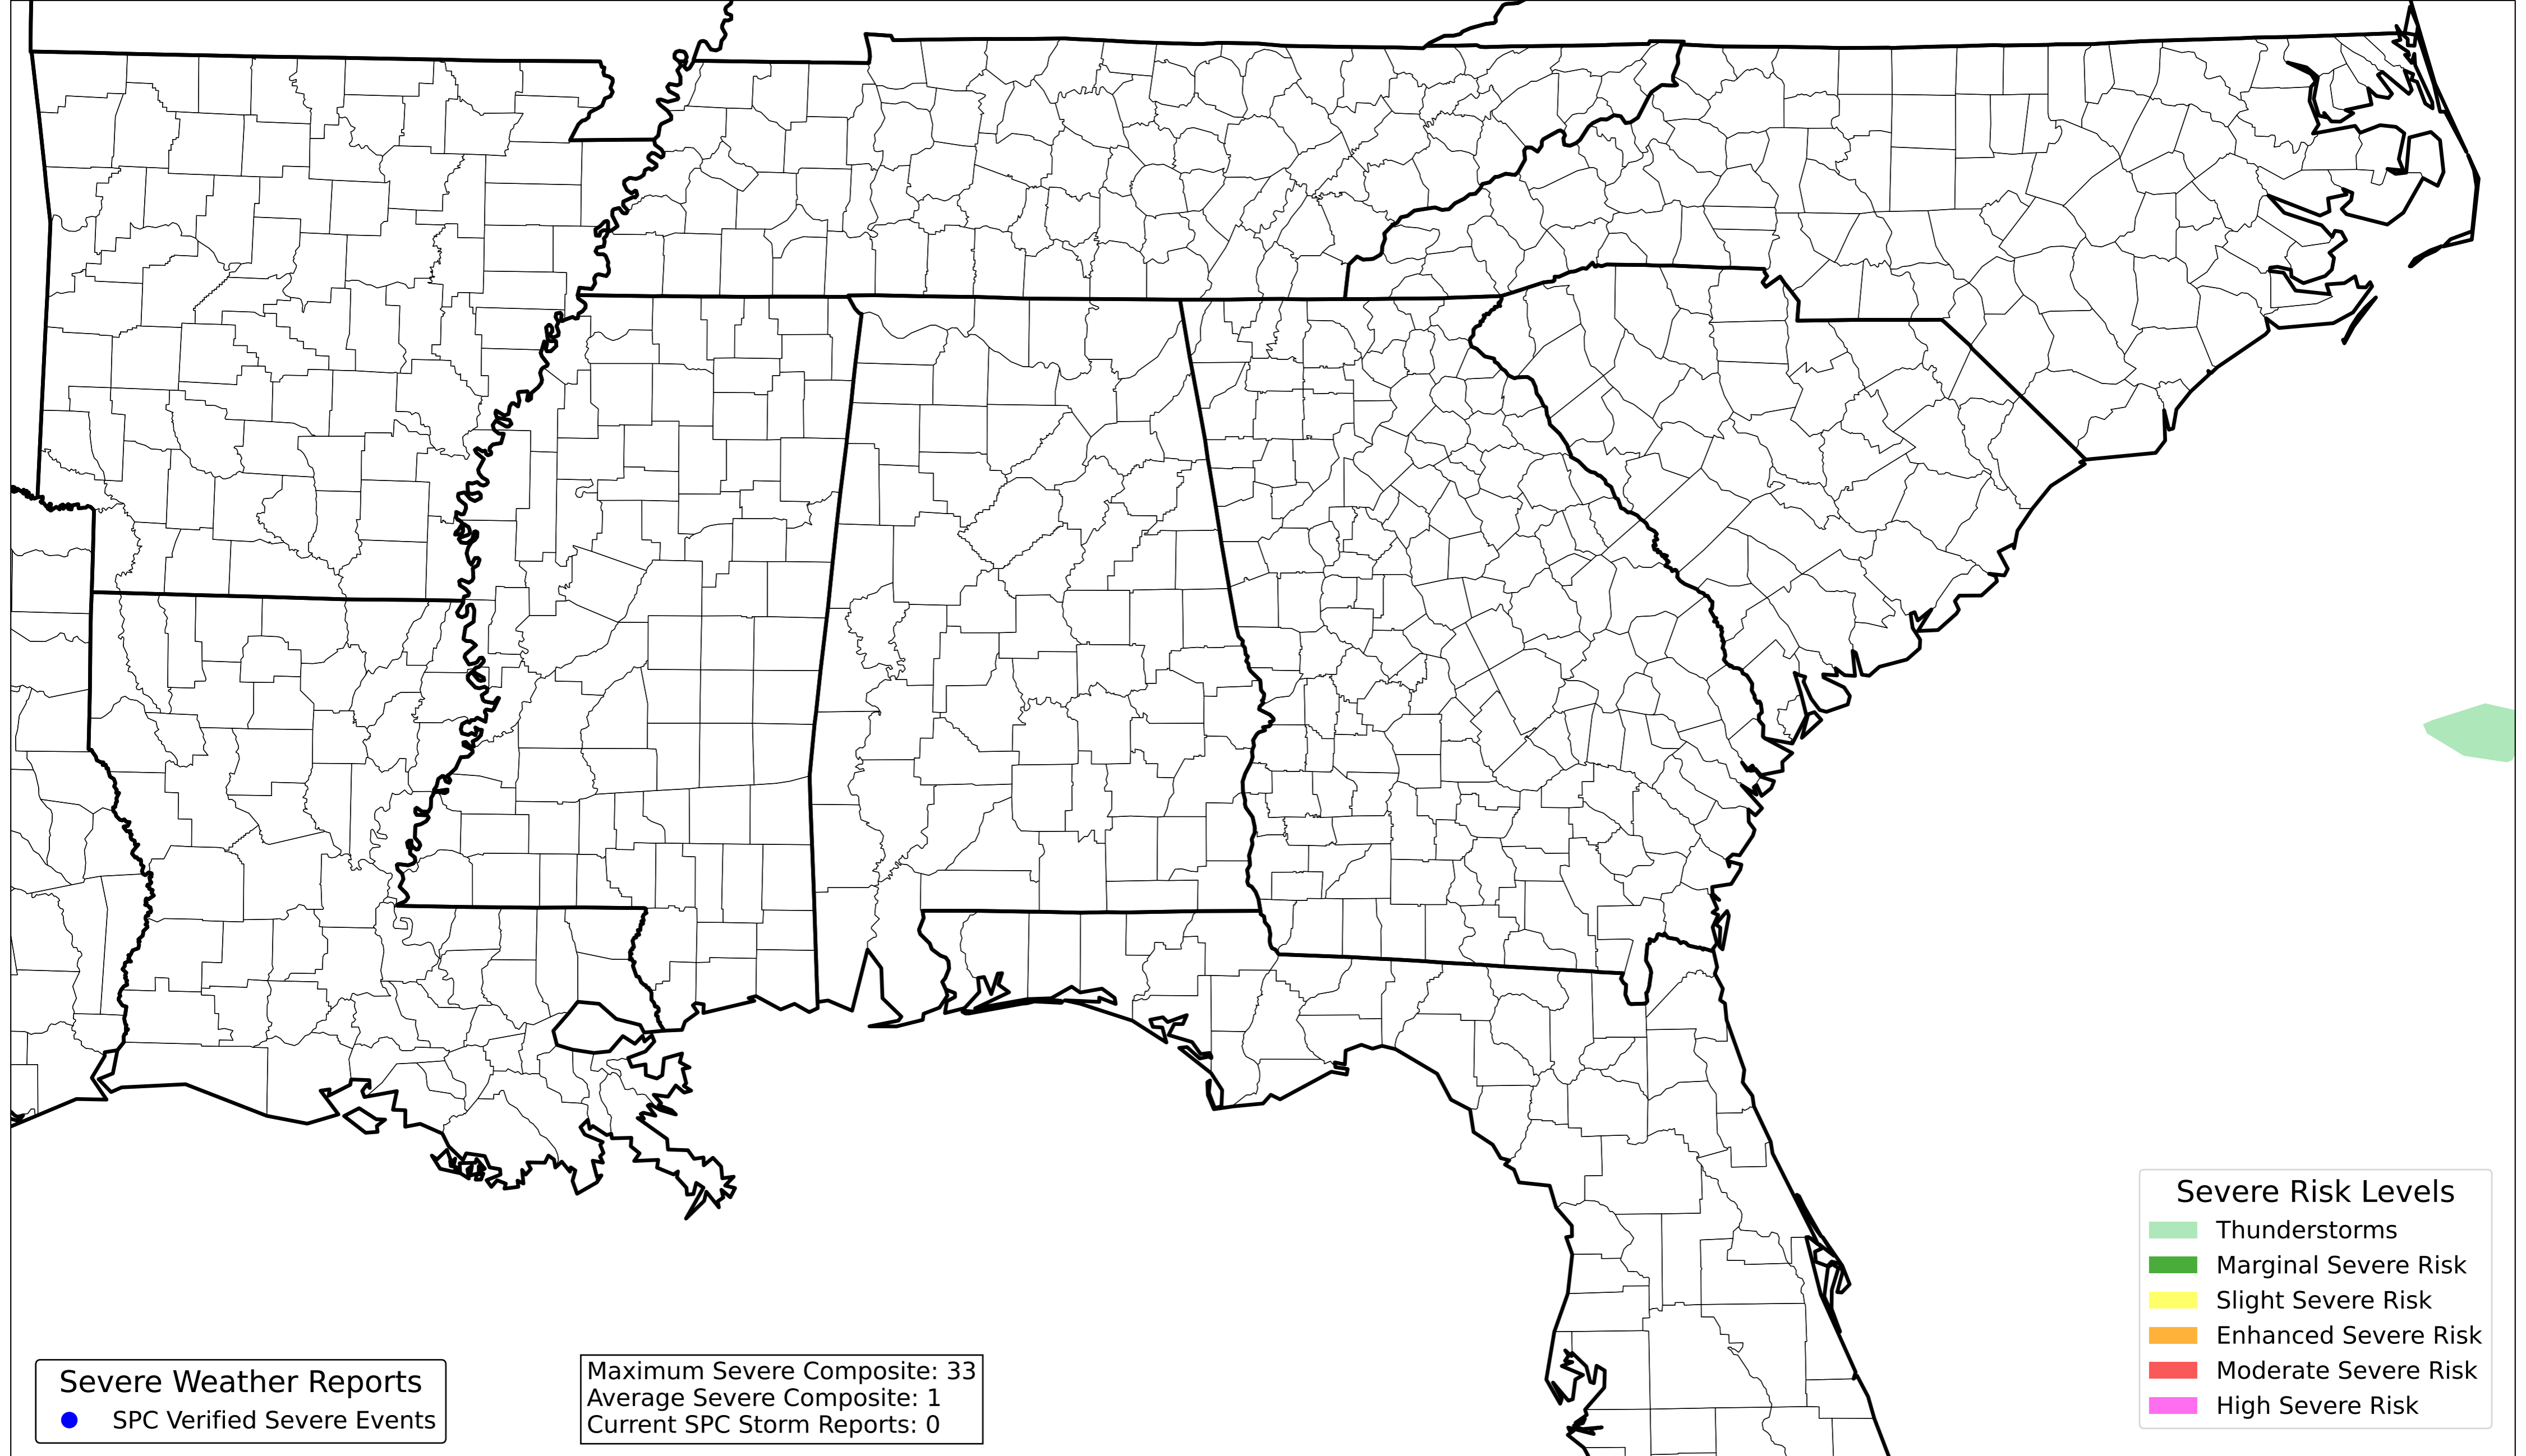 Severe Weather Reports
SPC Verified Severe Events
Maximum Severe Composite: 33
Average Severe Composite: 1
Current SPC Storm Reports: 0
Severe Risk Levels
Thunderstorms
Marginal Severe Risk
Slight Severe Risk
Enhanced Severe Risk
Moderate Severe Risk
High Severe Risk